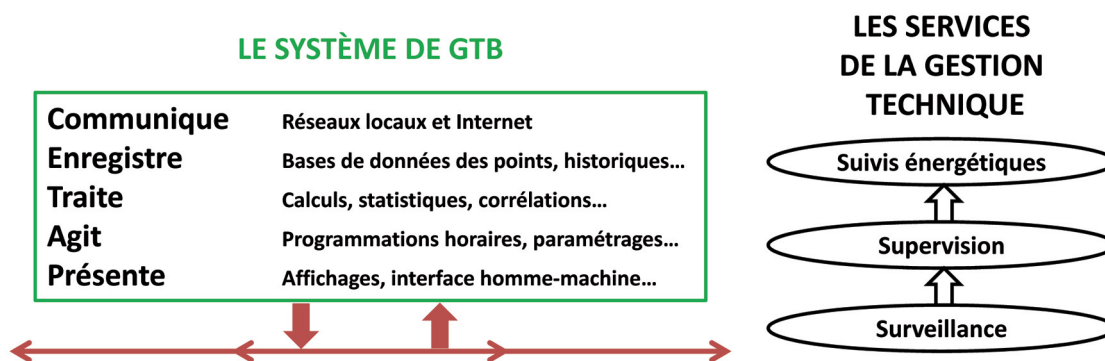 LE SYSTÈME DE GTB
Communique Réseaux locaux et Internet
Enregistre Bases de données des points, historiques...
Traite Calculs, statistiques, corrélations...
Agit Programmations horaires, paramétrages...
Présente Affichages, interface homme-machine...
LES SERVICES
DE LA GESTION
TECHNIQUE
Suivis énergétiques
Supervision
Surveillance